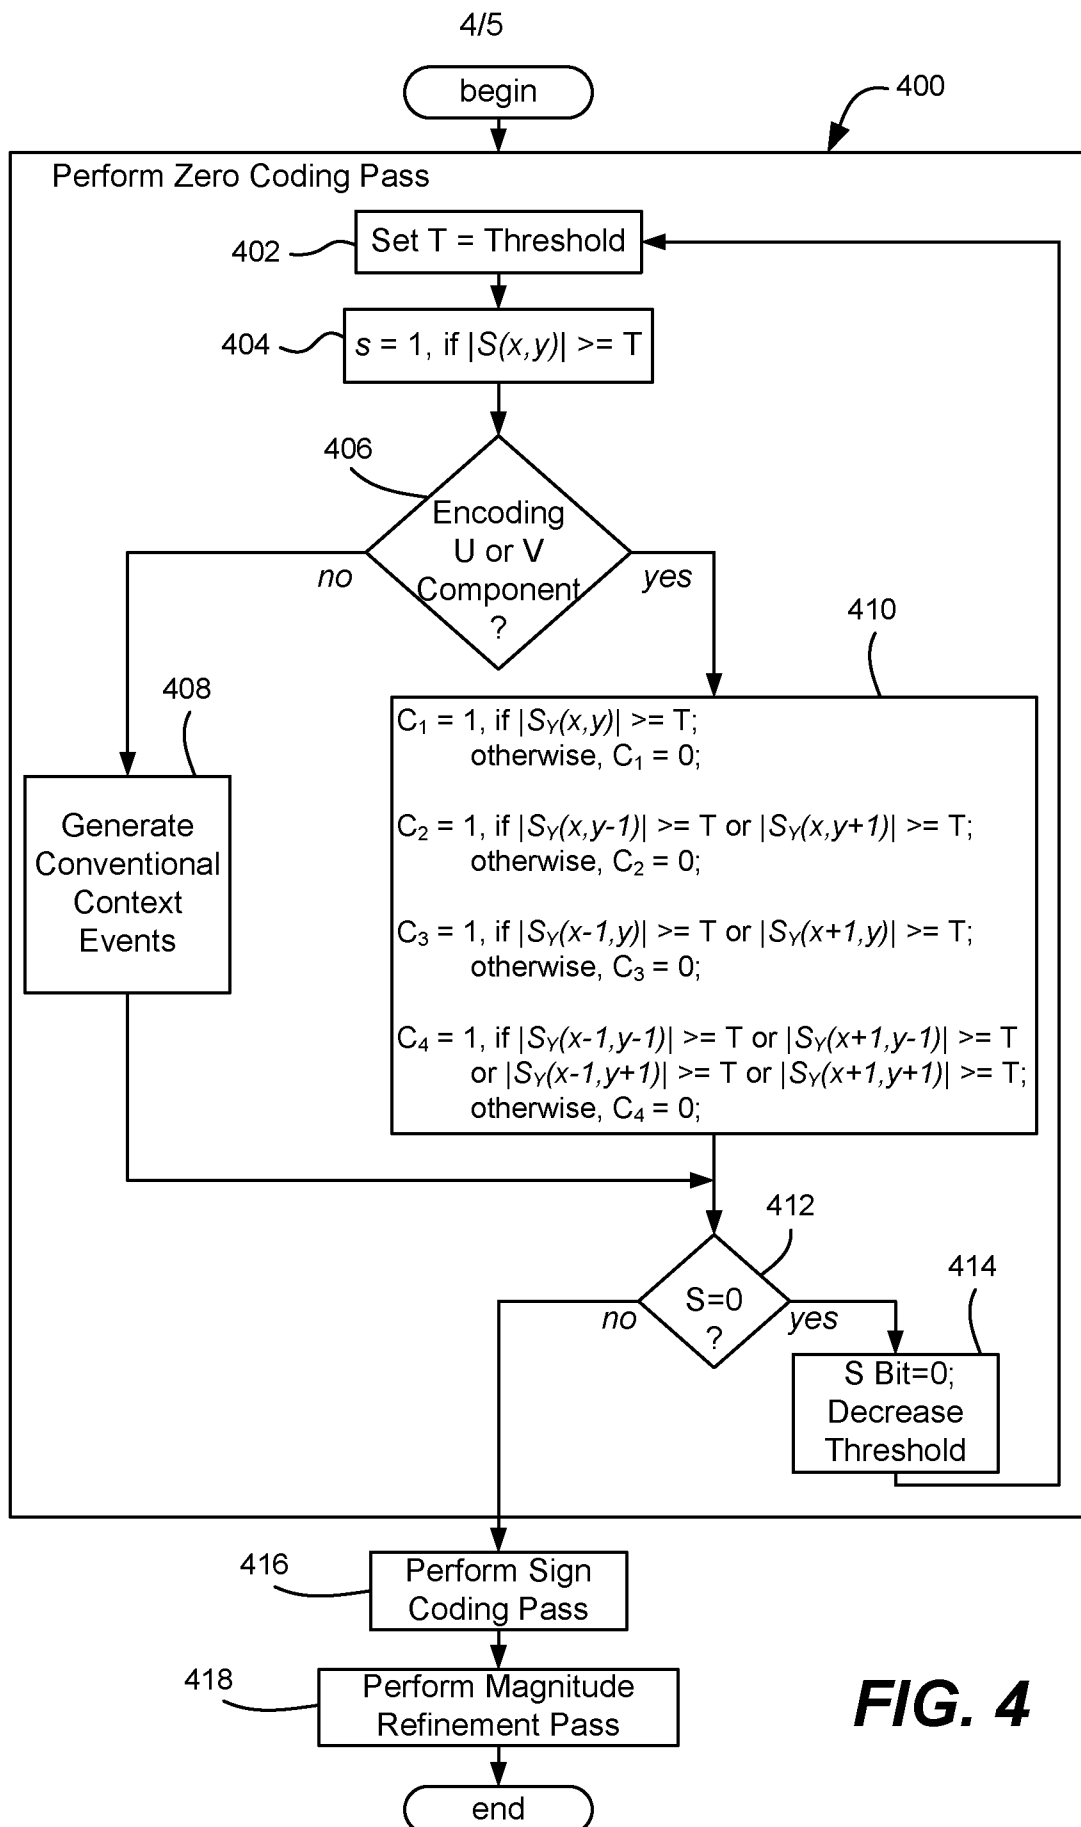 4/5
begin
400
Perform Zero Coding Pass
402
Set T = Threshold
404
s = 1, if |S(x,y)| >= T
406
Encoding
U or V
Component
?
no
yes
410
408
Generate
Conventional
Context
Events
C₁ = 1, if |S_Y(x,y)| >= T;
otherwise, C₁ = 0;
C₂ = 1, if |S_Y(x,y-1)| >= T or |S_Y(x,y+1)| >= T;
otherwise, C₂ = 0;
C₃ = 1, if |S_Y(x-1,y)| >= T or |S_Y(x+1,y)| >= T;
otherwise, C₃ = 0;
C₄ = 1, if |S_Y(x-1,y-1)| >= T or |S_Y(x+1,y-1)| >= T
or |S_Y(x-1,y+1)| >= T or |S_Y(x+1,y+1)| >= T;
otherwise, C₄ = 0;
412
S=0
?
no
yes
414
S Bit=0;
Decrease
Threshold
416
Perform Sign
Coding Pass
418
Perform Magnitude
Refinement Pass
end
FIG. 4